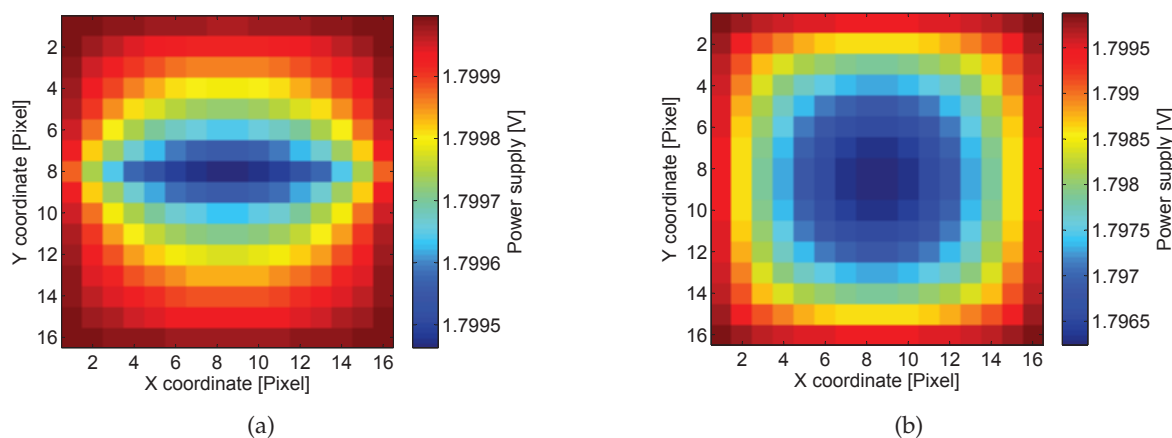 2
4
6
8
10
12
14
16
Y coordinate [Pixel]
2 4 6 8 10 12 14 16
X coordinate [Pixel]
1.7999
1.7998
1.7997
1.7996
1.7995
Power supply [V]
(a)
2
4
6
8
10
12
14
16
Y coordinate [Pixel]
2 4 6 8 10 12 14 16
X coordinate [Pixel]
1.7995
1.799
1.7985
1.798
1.7975
1.797
1.7965
Power supply [V]
(b)